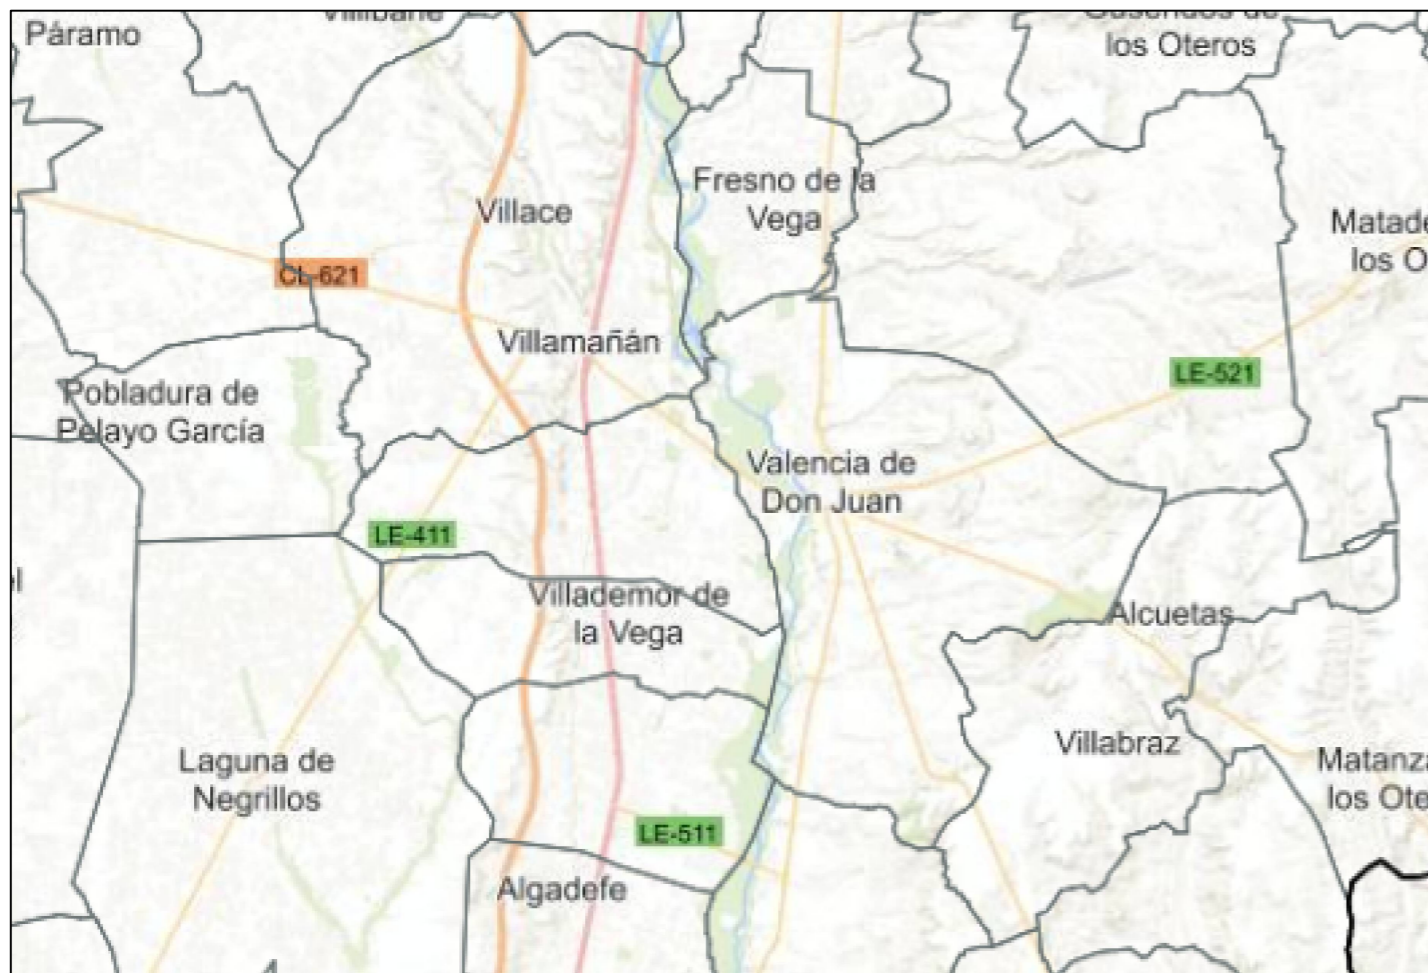 Páramo
los Oteros
Fresno de la
Vega
Villace
CL-621
Villamañán
LE-521
Pobladura de
Pelayo García
Valencia de
Don Juan
LE-411
Villademor de
la Vega
Alcuetas
Laguna de
Negrillos
Villabraz
LE-511
Algadefe